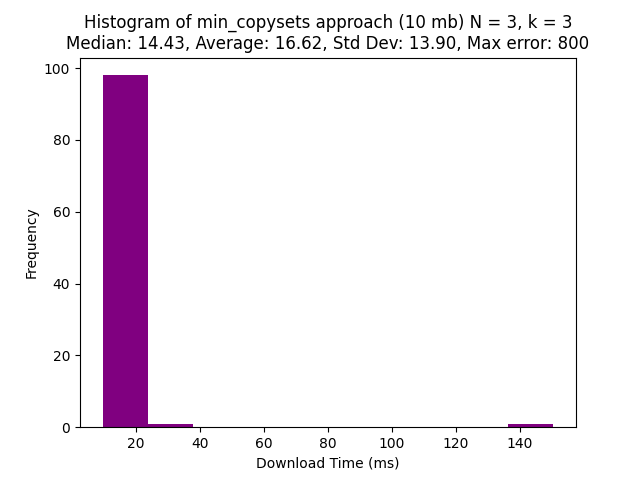 Histogram of min_copysets approach (10 mb) N = 3, k = 3
Median: 14.43, Average: 16.62, Std Dev: 13.90, Max error: 800
100
80
60
40
20
0
Frequency
20 40 60 80 100 120 140
Download Time (ms)